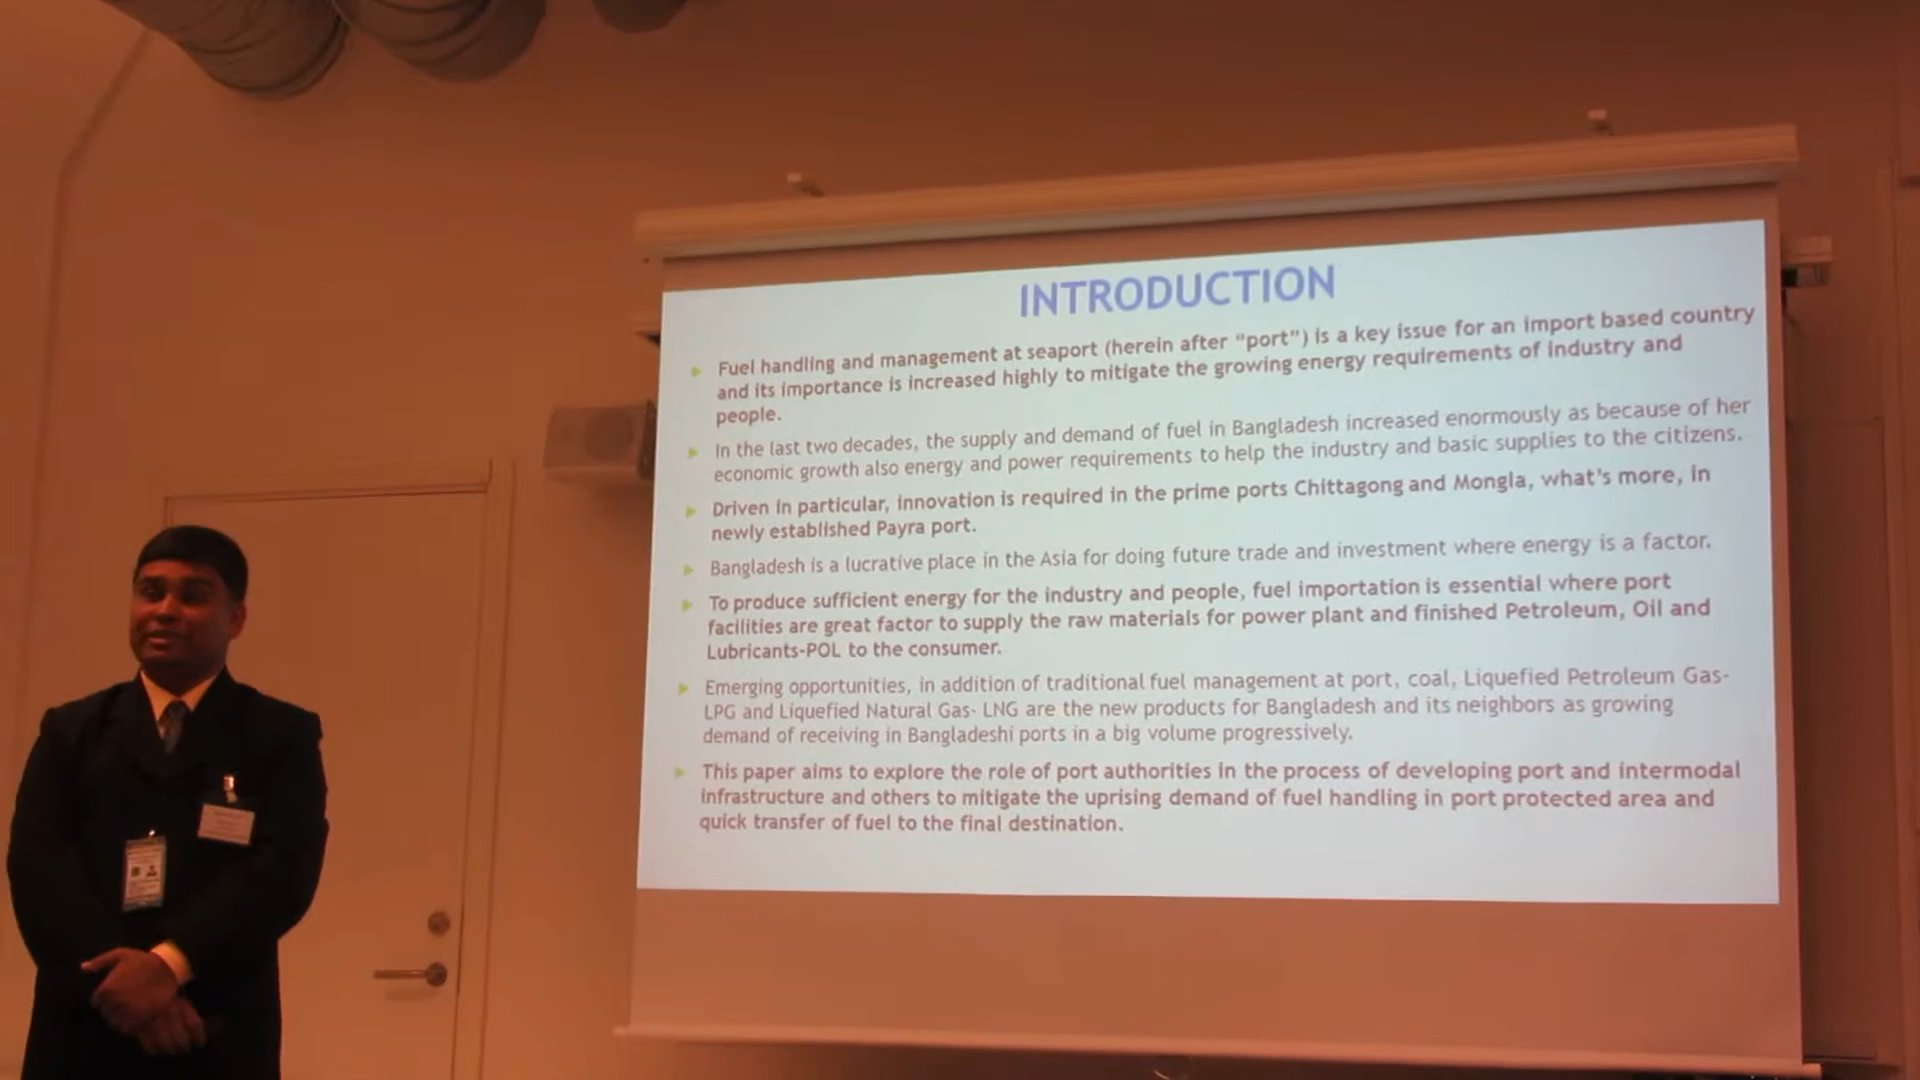 INTRODUCTION
Fuel handling and management at seaport (herein after “port”) is a key issue for an import based country
and its importance is increased highly to mitigate the growing energy requirements of industry and
people.
In the last two decades, the supply and demand of fuel in Bangladesh increased enormously as because of her
economic growth also energy and power requirements to help the industry and basic supplies to the citizens.
Driven in particular, innovation is required in the prime ports Chittagong and Mongla, what’s more, in
newly established Payra port.
Bangladesh is a lucrative place in the Asia for doing future trade and investment where energy is a factor.
To produce sufficient energy for the industry and people, fuel importation is essential where port
facilities are great factor to supply the raw materials for power plant and finished Petroleum, Oil and
Lubricants-POL to the consumer.
Emerging opportunities, in addition of traditional fuel management at port, coal, Liquefied Petroleum Gas-
LPG and Liquefied Natural Gas- LNG are the new products for Bangladesh and its neighbors as growing
demand of receiving in Bangladeshi ports in a big volume progressively.
This paper aims to explore the role of port authorities in the process of developing port and intermodal
infrastructure and others to mitigate the uprising demand of fuel handling in port protected area and
quick transfer of fuel to the final destination.